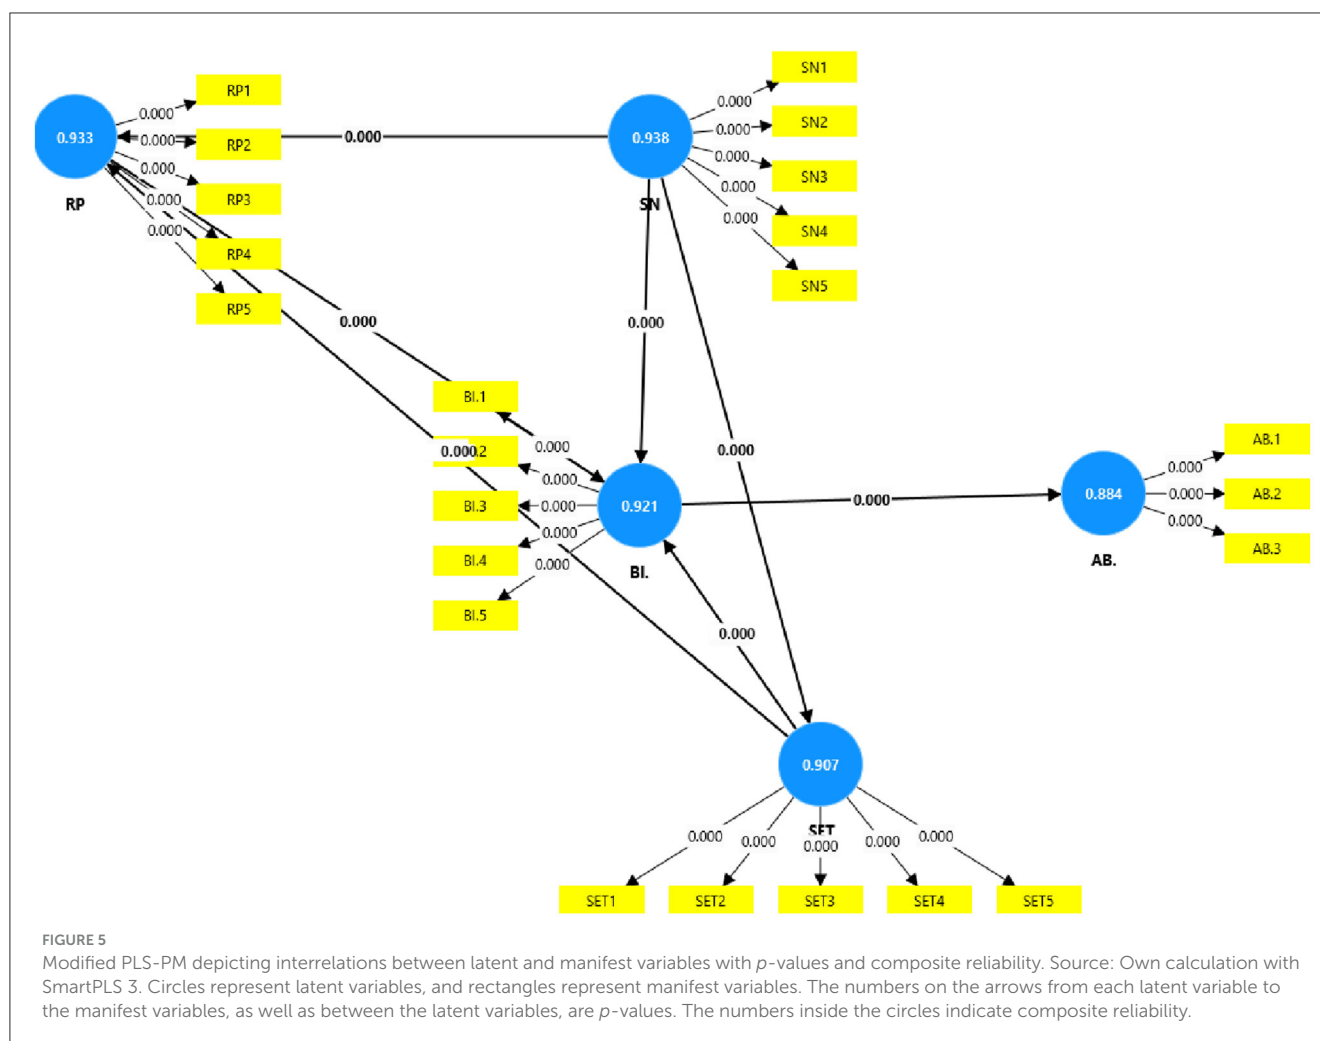 SN1
RP1
0.000
0.000
SN2
0.933
0.000
RP2
0.000
0.938
0.000
0.000
SN3
0.000
RP3
0.000
0.000
RP
SN
0.000
SN4
0.000
RP4
SN5
RP5
0.000
0.000
BI.1
0.000
AB.1
0.000
.2
0.000
0.000
0.000
0.884
0.000
AB.2
BI.3
0.000
0.921
0.000
0.000
0.000
AB.3
BI.4
0.000
BI.
AB.
BI.5
0.000
0.907
SET
0.000
0.000
0.000
0.000
0.000
SET1
SET2
SET3
SET4
SET5
FIGURE 5
Modified PLS-PM depicting interrelations between latent and manifest variables with p-values and composite reliability. Source: Own calculation with
SmartPLS 3. Circles represent latent variables, and rectangles represent manifest variables. The numbers on the arrows from each latent variable to
the manifest variables, as well as between the latent variables, are p-values. The numbers inside the circles indicate composite reliability.